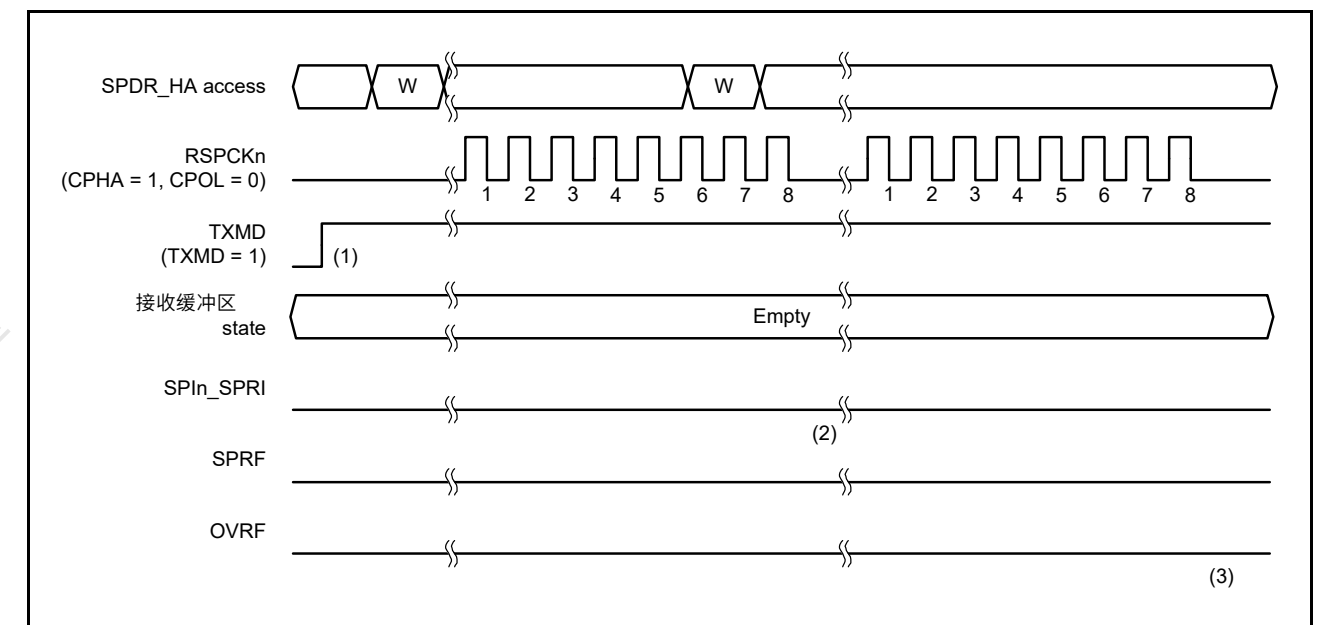 SPDR_HA access
W
W
RSPCKn
(CPHA = 1, CPOL = 0)
1 2 3 4 5 6 7 8
1 2 3 4 5 6 7 8
TXMD
(TXMD = 1)
(1)
接收缓冲区
state
Empty
SPIn_SPRI
(2)
SPRF
OVRF
(3)